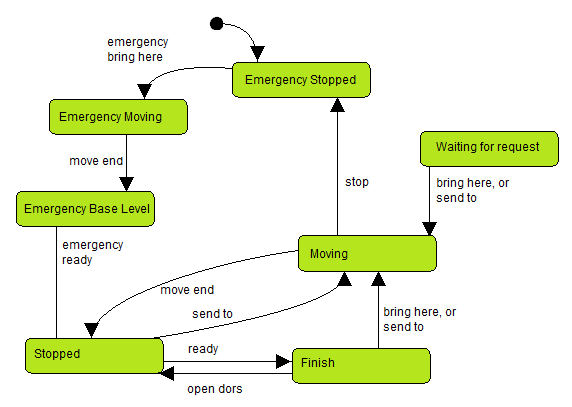 emergency
bring here
Emergency Stopped
Emergency Moving
Waiting for request
move end
stop
bring here, or
send to
Emergency Base Level
emergency
ready
Moving
move end
send to
bring here, or
send to
Stopped
ready
Finish
open dors